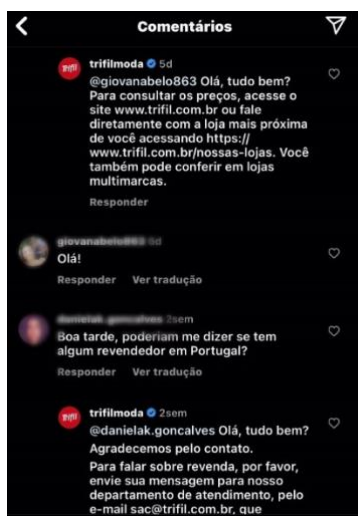 Comentários
trifilmoda 5d
@giovanabelo863 Olá, tudo bem?
Para consultar os preços, acesse o
site www.trifil.com.br ou fale
diretamente com a loja mais próxima
de você acessando https://
www.trifil.com.br/nossas-lojas. Você
também pode conferir em lojas
multimarcas.
Responder
Olá!
Responder Ver tradução
2sem
Boa tarde, poderiam me dizer se tem
algum revendedor em Portugal?
Responder Ver tradução
trifilmoda 2sem
@danielak.goncalves Olá, tudo bem?
Agradecemos pelo contato.
Para falar sobre revenda, por favor,
envie sua mensagem para nosso
departamento de atendimento, pelo
e-mail sac@trifil.com.br, que